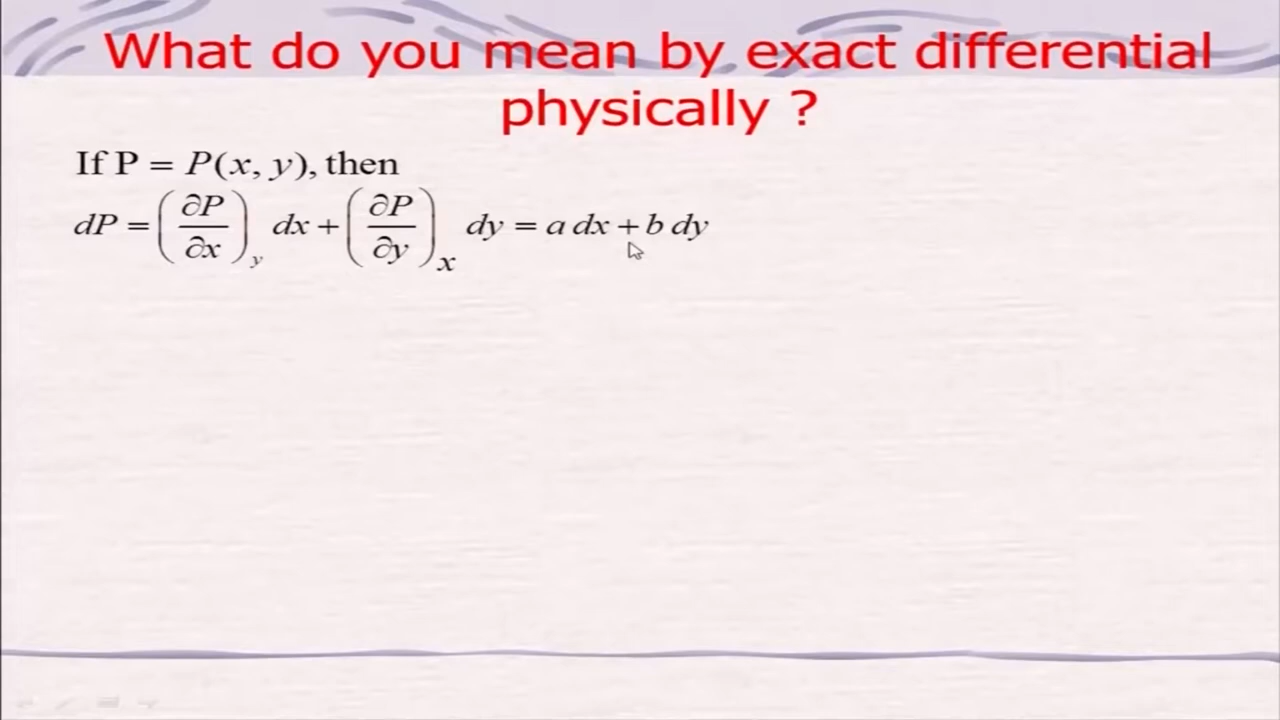 What do you mean by exact differential
physically ?
If P = P(x, y), then
dP = (∂P/∂x)_y dx + (∂P/∂y)_x dy = a dx + b dy